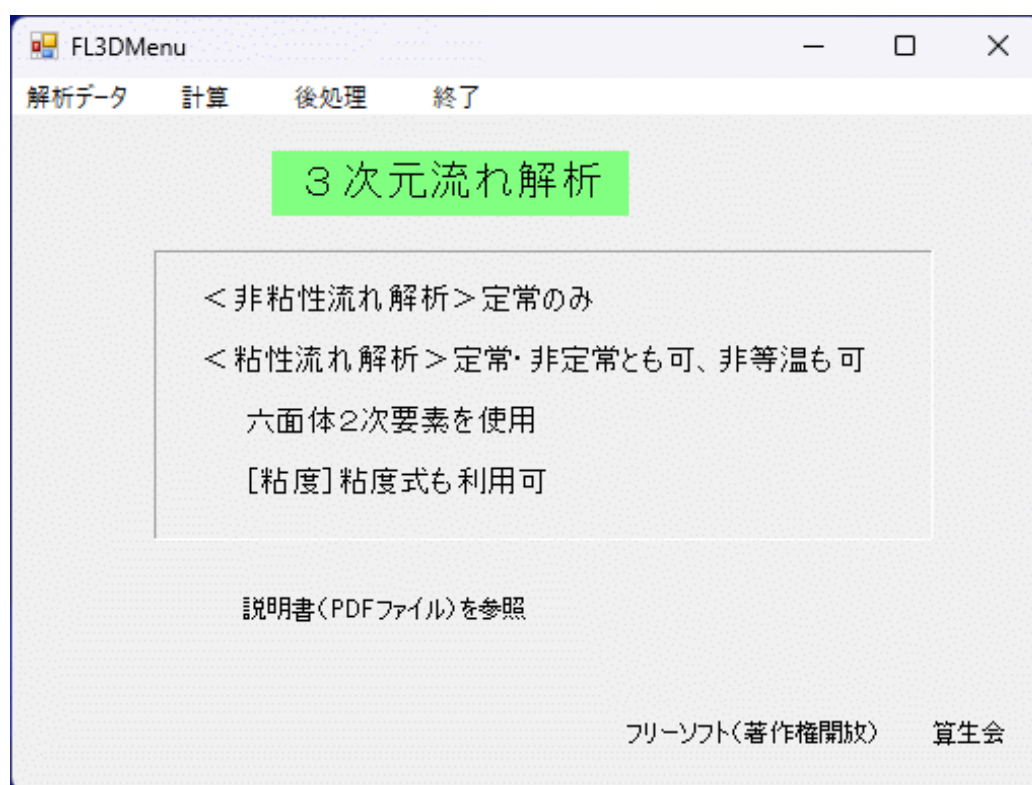 FL3DMenu
解析データ 計算 後処理 終了
３次元流れ解析
＜非粘性流れ解析＞定常のみ
＜粘性流れ解析＞定常・非定常とも可、非等温も可
六面体２次要素を使用
[粘度]粘度式も利用可
説明書（PDFファイル）を参照
フリーソフト（著作権開放） 算生会